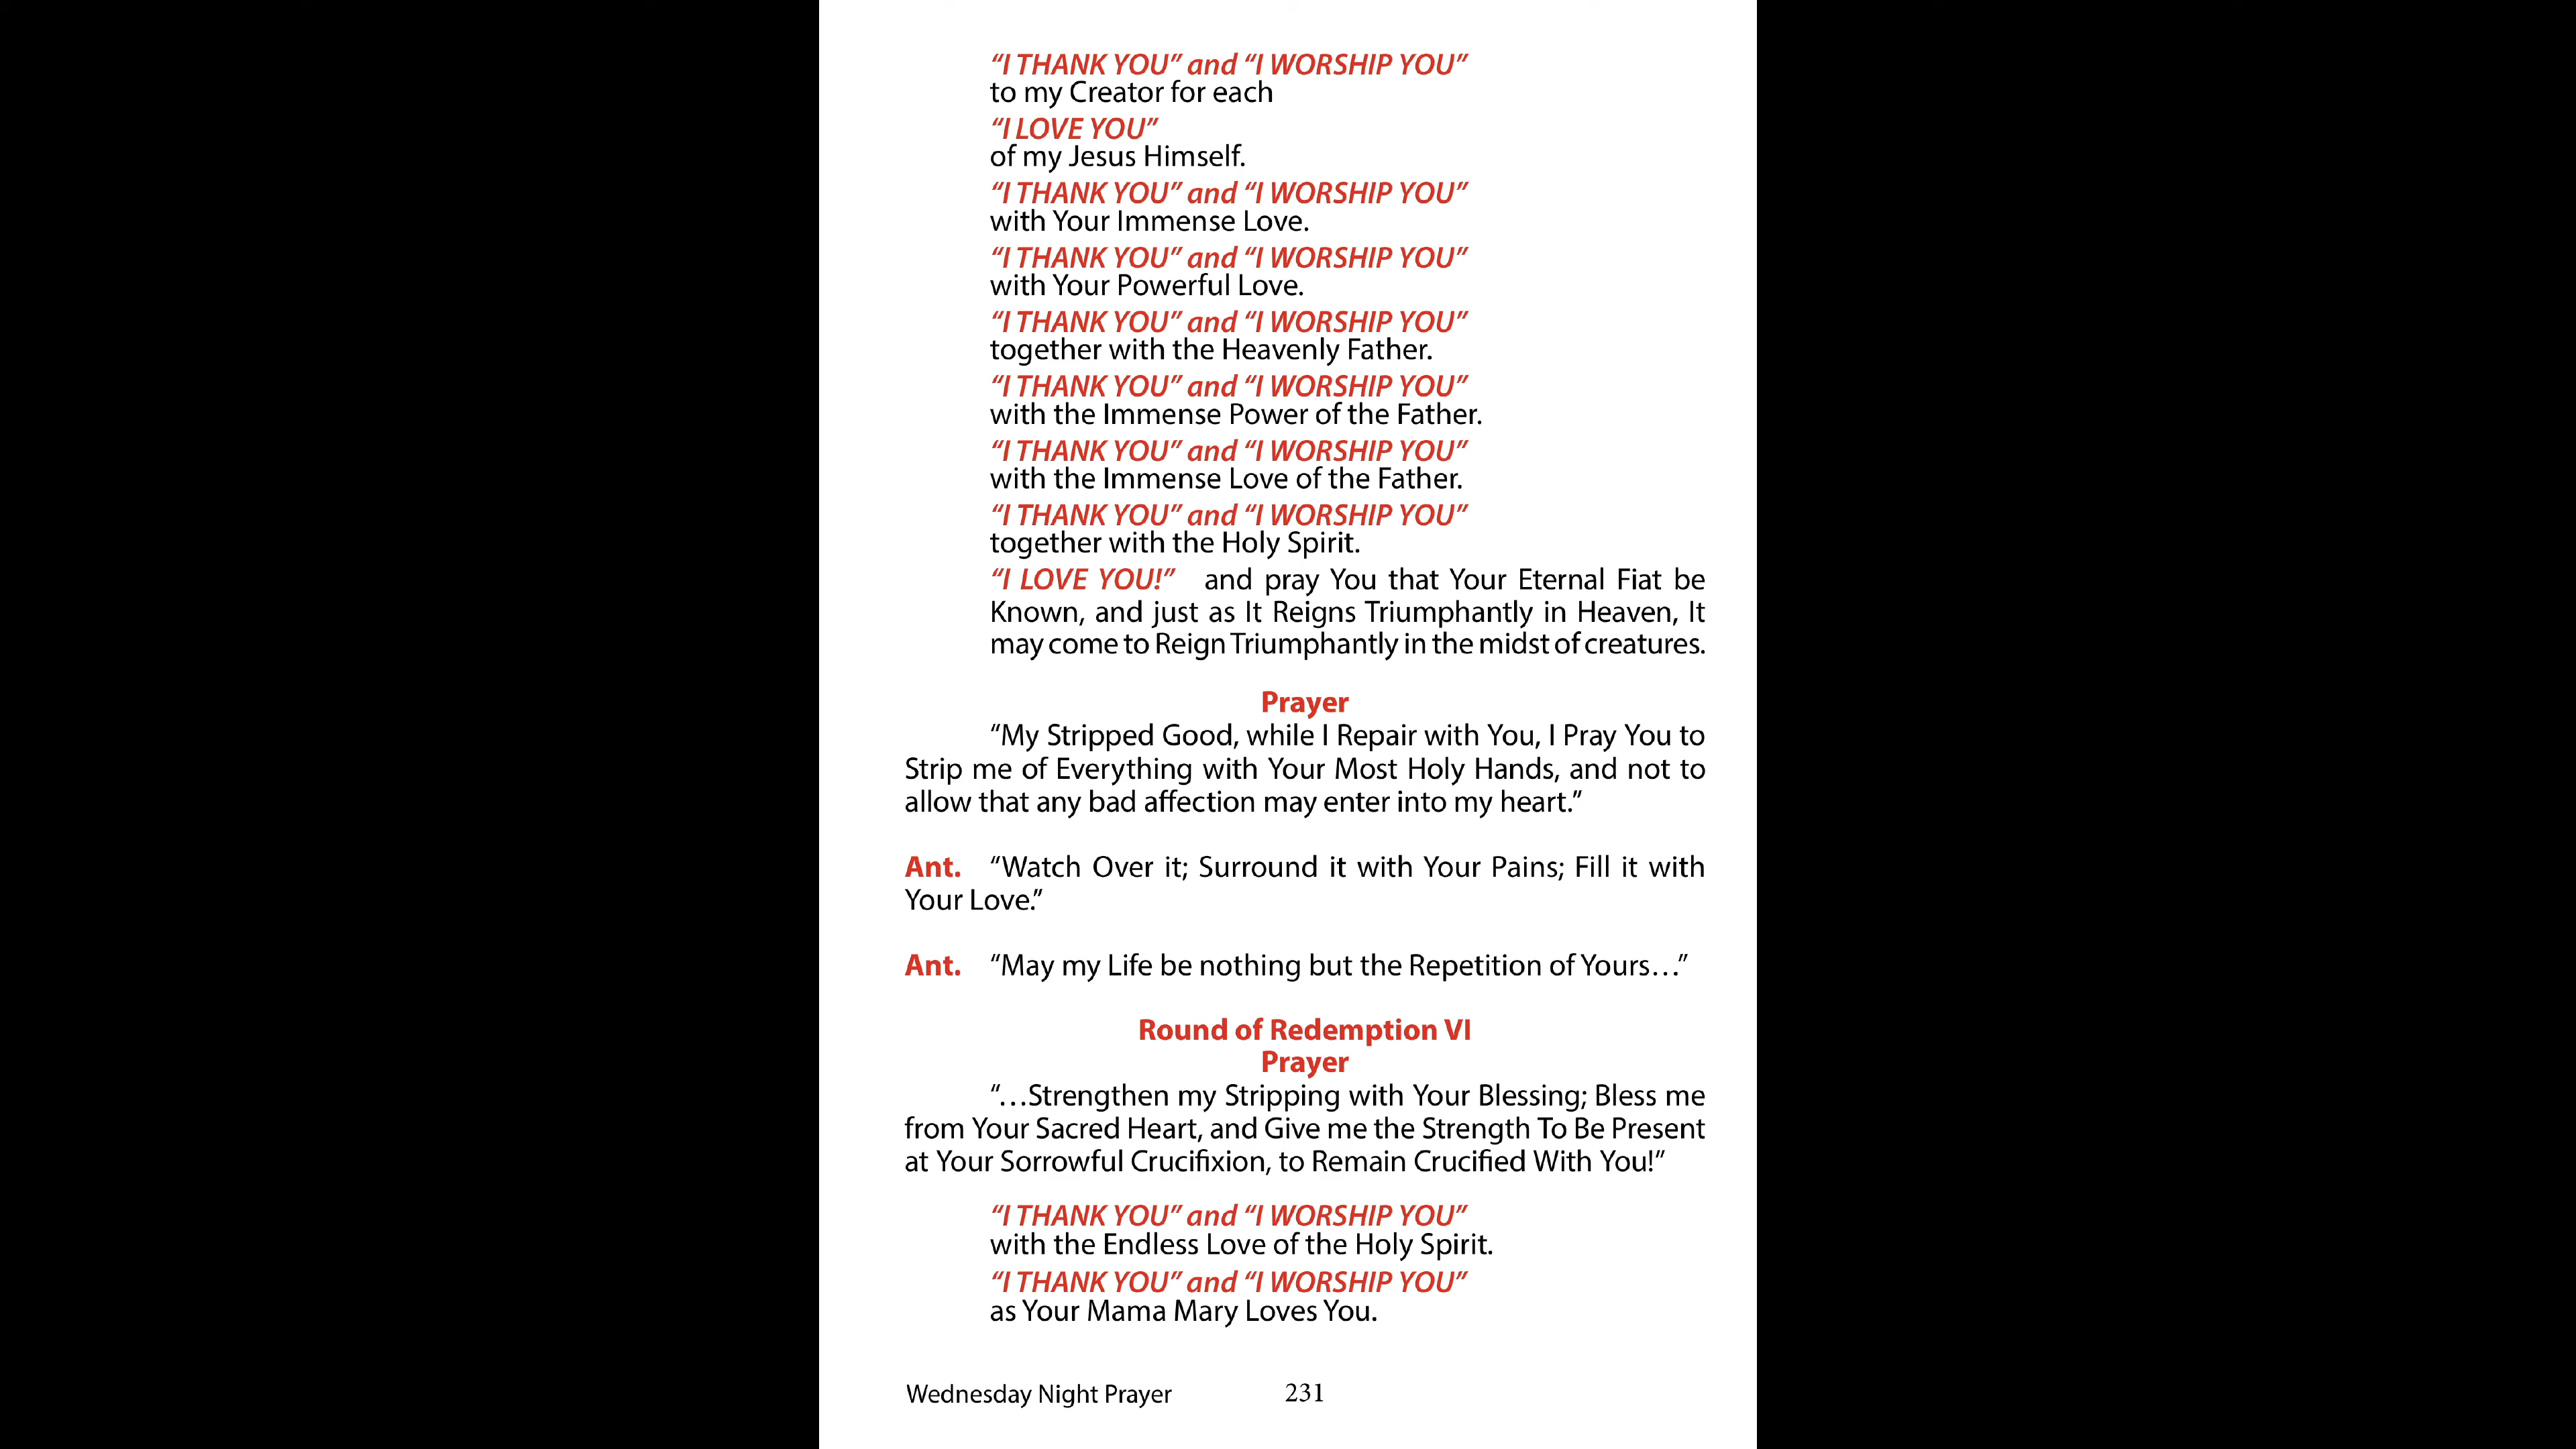 “I THANK YOU” and “I WORSHIP YOU”
to my Creator for each
“I LOVE YOU”
of my Jesus Himself.
“I THANK YOU” and “I WORSHIP YOU”
with Your Immense Love.
“I THANK YOU” and “I WORSHIP YOU”
with Your Powerful Love.
“I THANK YOU” and “I WORSHIP YOU”
together with the Heavenly Father.
“I THANK YOU” and “I WORSHIP YOU”
with the Immense Power of the Father.
“I THANK YOU” and “I WORSHIP YOU”
with the Immense Love of the Father.
“I THANK YOU” and “I WORSHIP YOU”
together with the Holy Spirit.
“I LOVE YOU!” and pray You that Your Eternal Fiat be
Known, and just as It Reigns Triumphantly in Heaven, It
may come to Reign Triumphantly in the midst of creatures.
Prayer
“My Stripped Good, while I Repair with You, I Pray You to
Strip me of Everything with Your Most Holy Hands, and not to
allow that any bad affection may enter into my heart.”
Ant. “Watch Over it; Surround it with Your Pains; Fill it with
Your Love.”
Ant. “May my Life be nothing but the Repetition of Yours…”
Round of Redemption VI
Prayer
“…Strengthen my Stripping with Your Blessing; Bless me
from Your Sacred Heart, and Give me the Strength To Be Present
at Your Sorrowful Crucifixion, to Remain Crucified With You!”
“I THANK YOU” and “I WORSHIP YOU”
with the Endless Love of the Holy Spirit.
“I THANK YOU” and “I WORSHIP YOU”
as Your Mama Mary Loves You.
Wednesday Night Prayer 231